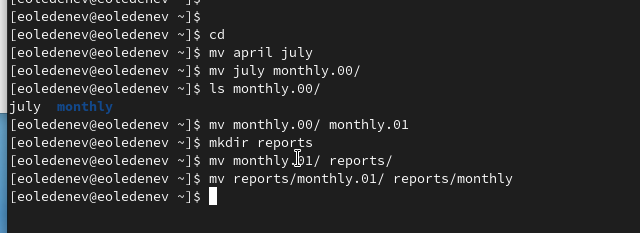 [eoledenev@eoledenev ~]$
[eoledenev@eoledenev ~]$ cd
[eoledenev@eoledenev ~]$ mv april july
[eoledenev@eoledenev ~]$ mv july monthly.00/
[eoledenev@eoledenev ~]$ ls monthly.00/
july  monthly
[eoledenev@eoledenev ~]$ mv monthly.00/ monthly.01
[eoledenev@eoledenev ~]$ mkdir reports
[eoledenev@eoledenev ~]$ mv monthly.01/ reports/
[eoledenev@eoledenev ~]$ mv reports/monthly.01/ reports/monthly
[eoledenev@eoledenev ~]$